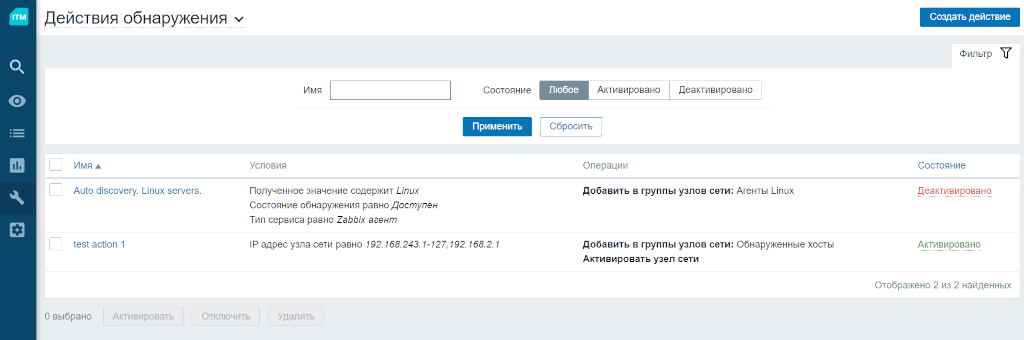 ITM
Действия обнаружения
Создать действие
Фильтр
Имя
Состояние Любое Активировано Деактивировано
Применить Сбросить
Имя Условия Операции Состояние
Auto discovery. Linux servers. Полученное значение содержит Linux Добавить в группы узлов сети: Агенты Linux Деактивировано
Состояние обнаружения равно Доступен
Тип сервиса равно Zabbix агент
test action 1 IP адрес узла сети равно 192.168.243.1-127,192.168.2.1 Добавить в группы узлов сети: Обнаруженные хосты Активировано
Активировать узел сети
Отображено 2 из 2 найденных
0 выбрано Активировать Отключить Удалить